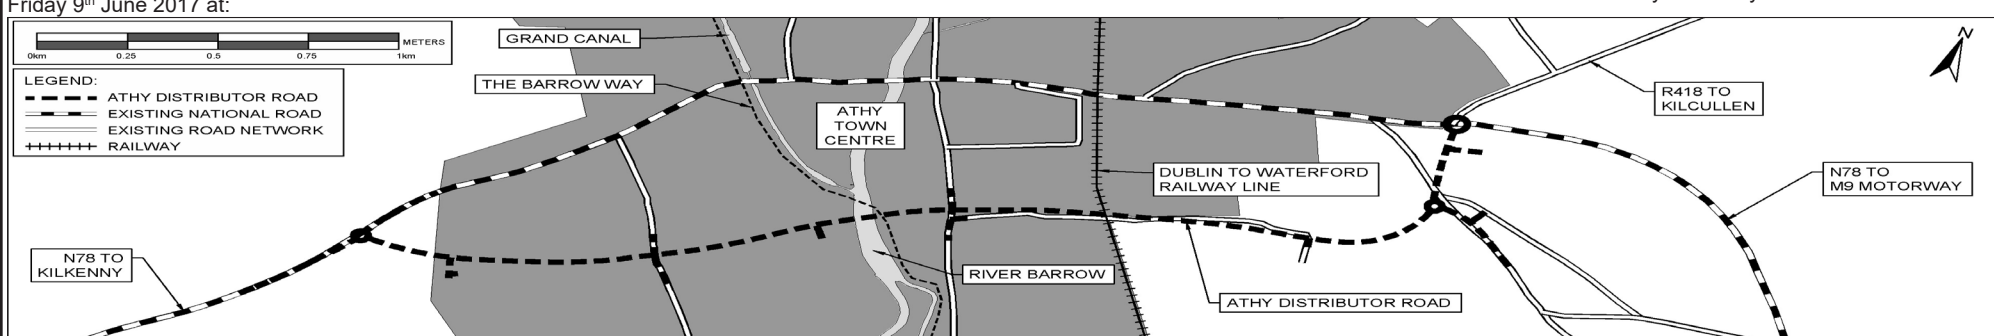 Friday 9th June 2017 at:
METERS
0km 0.25 0.5 0.75 1km
LEGEND:
ATHY DISTRIBUTOR ROAD
EXISTING NATIONAL ROAD
EXISTING ROAD NETWORK
RAILWAY
GRAND CANAL
THE BARROW WAY
ATHY
TOWN
CENTRE
N
R418 TO
KILCULLEN
DUBLIN TO WATERFORD
RAILWAY LINE
N78 TO
M9 MOTORWAY
N78 TO
KILKENNY
RIVER BARROW
ATHY DISTRIBUTOR ROAD